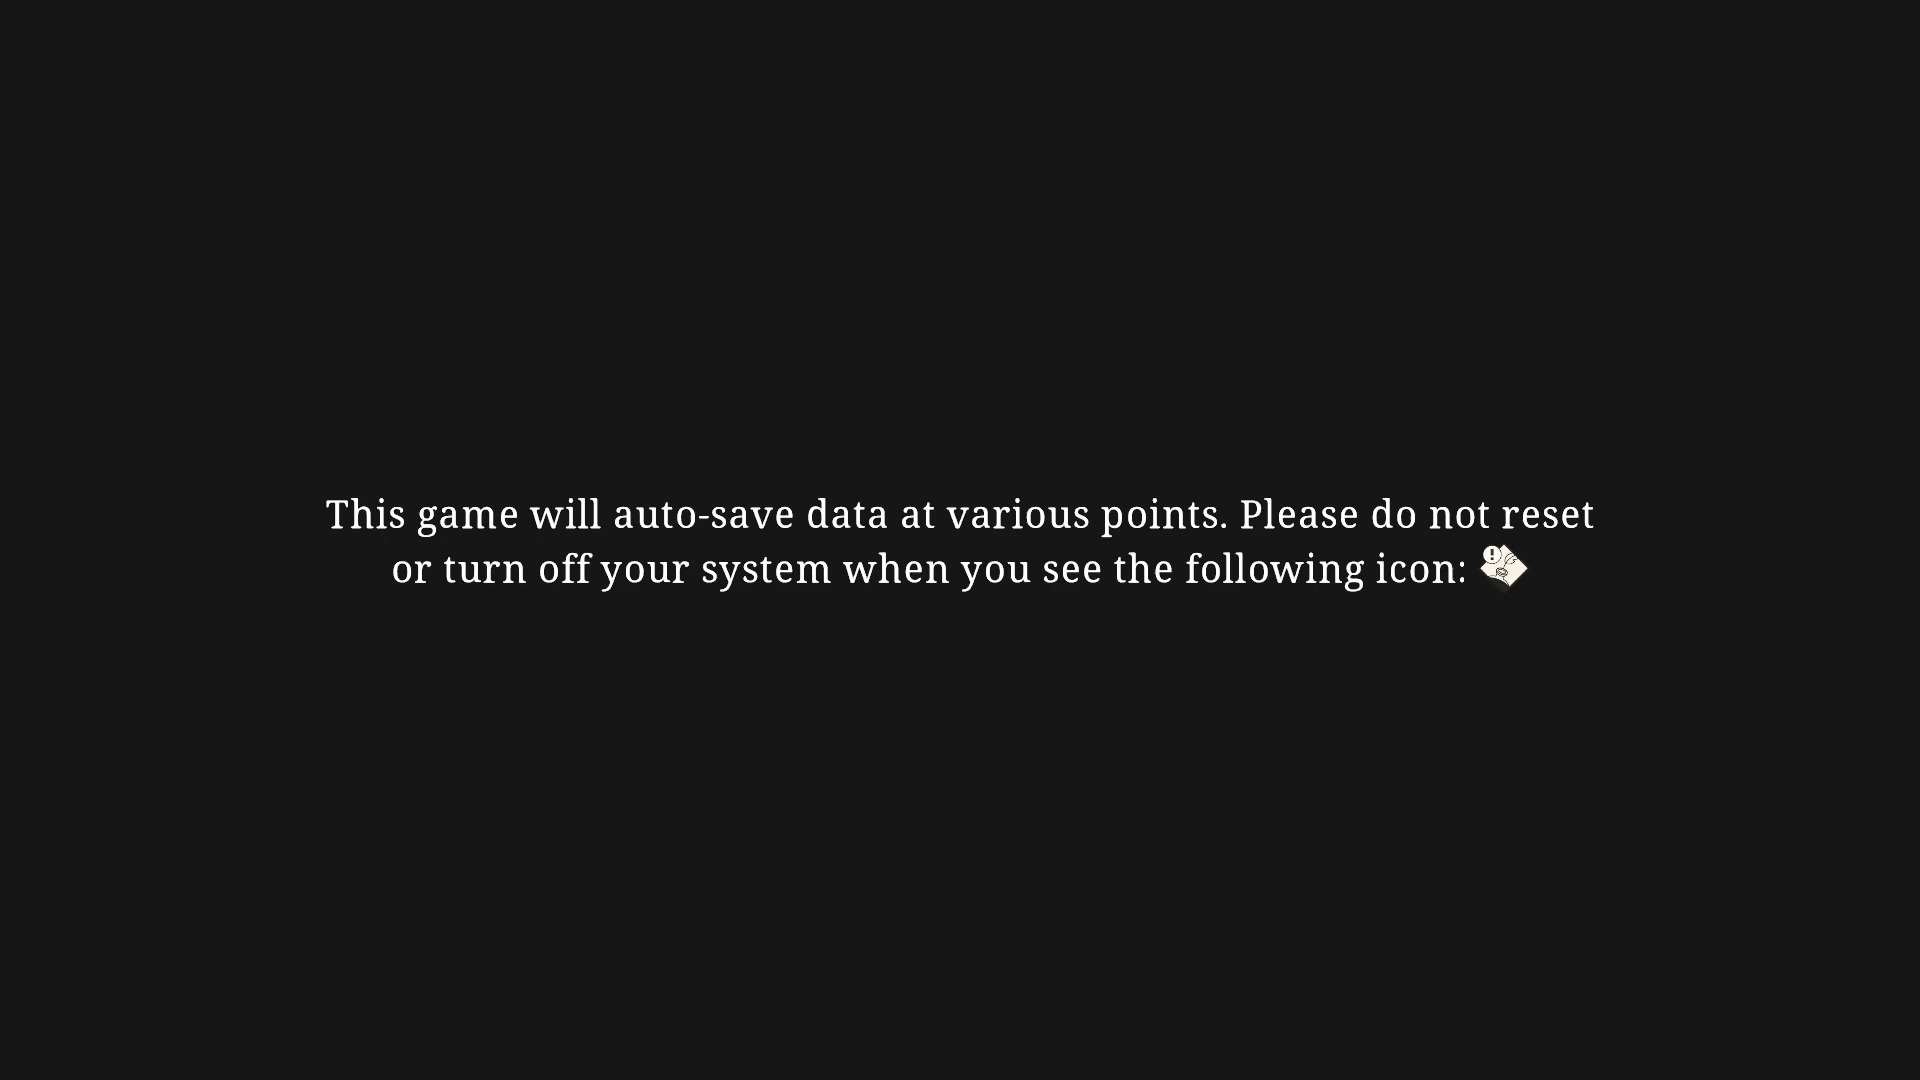 This game will auto-save data at various points. Please do not reset
or turn off your system when you see the following icon: